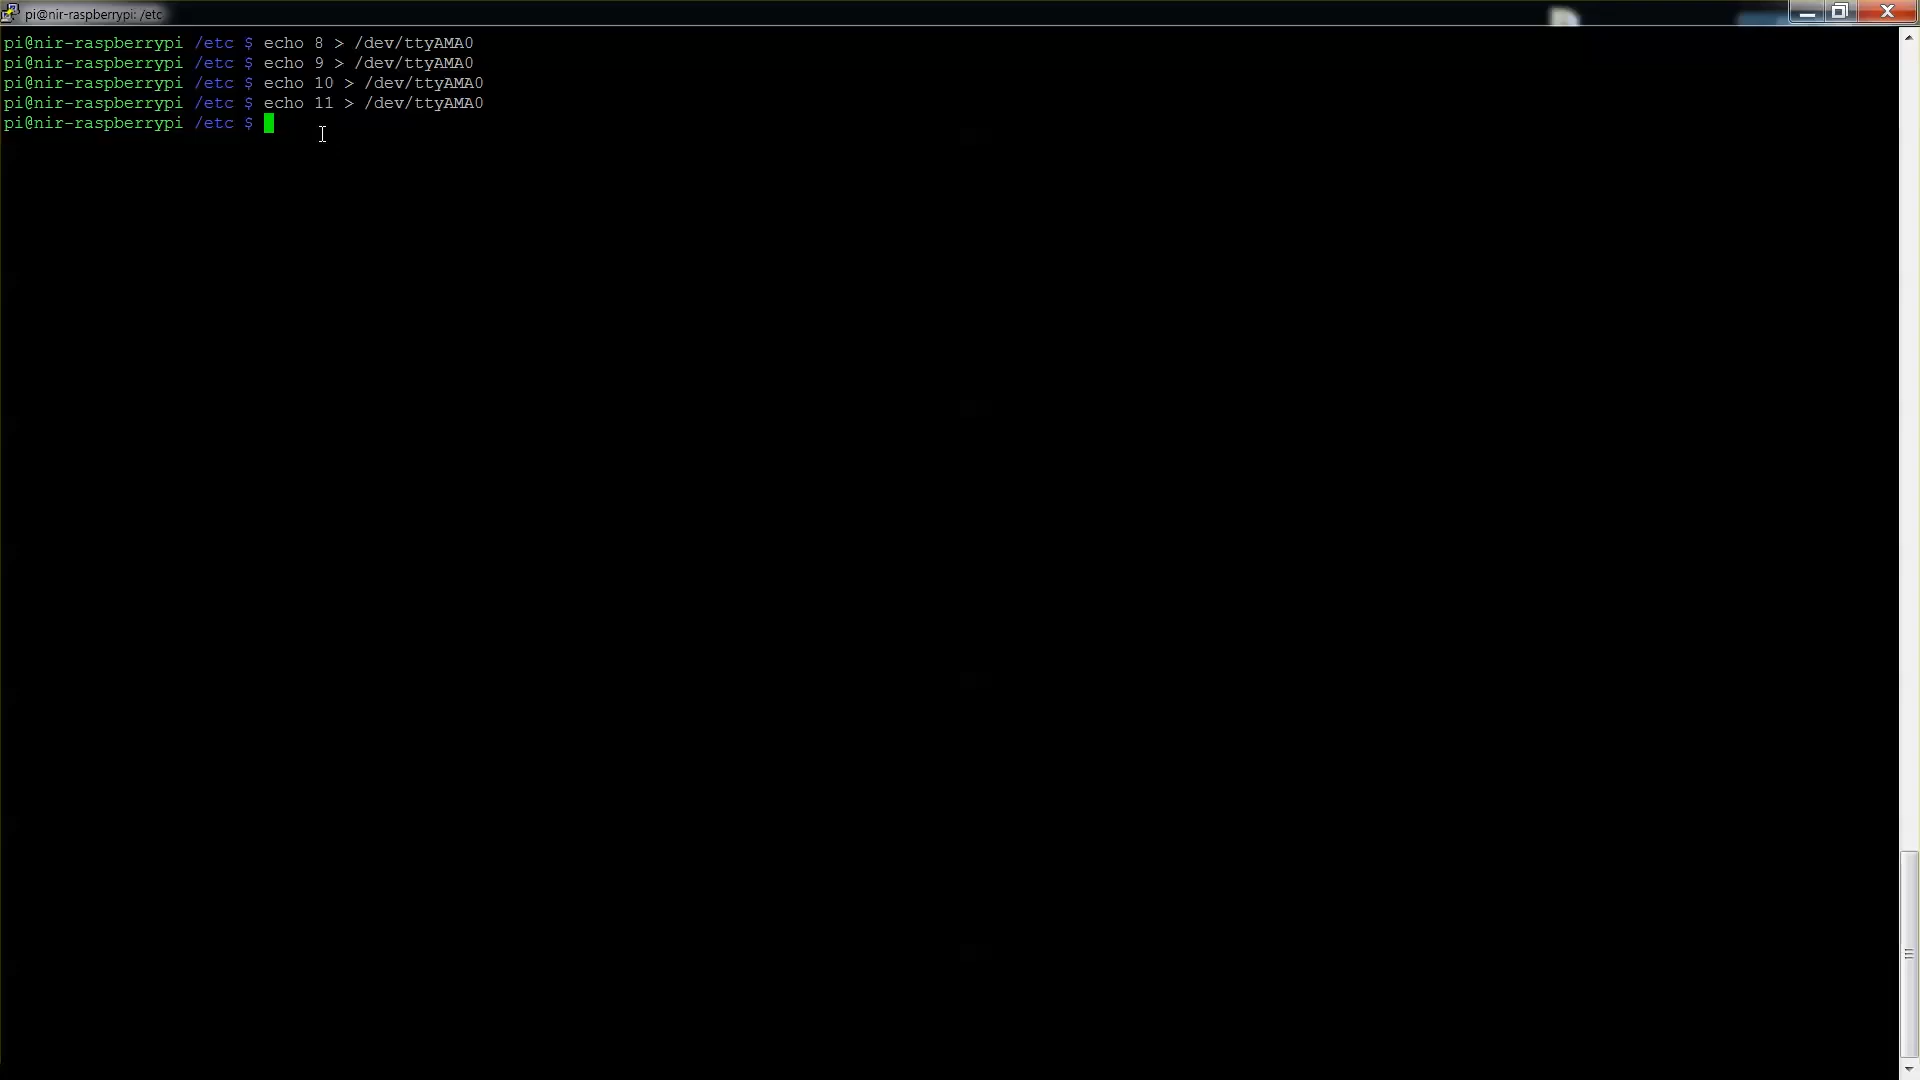 pi@nir-raspberrypi: /etc
pi@nir-raspberrypi /etc $ echo 8 > /dev/ttyAMA0
pi@nir-raspberrypi /etc $ echo 9 > /dev/ttyAMA0
pi@nir-raspberrypi /etc $ echo 10 > /dev/ttyAMA0
pi@nir-raspberrypi /etc $ echo 11 > /dev/ttyAMA0
pi@nir-raspberrypi /etc $